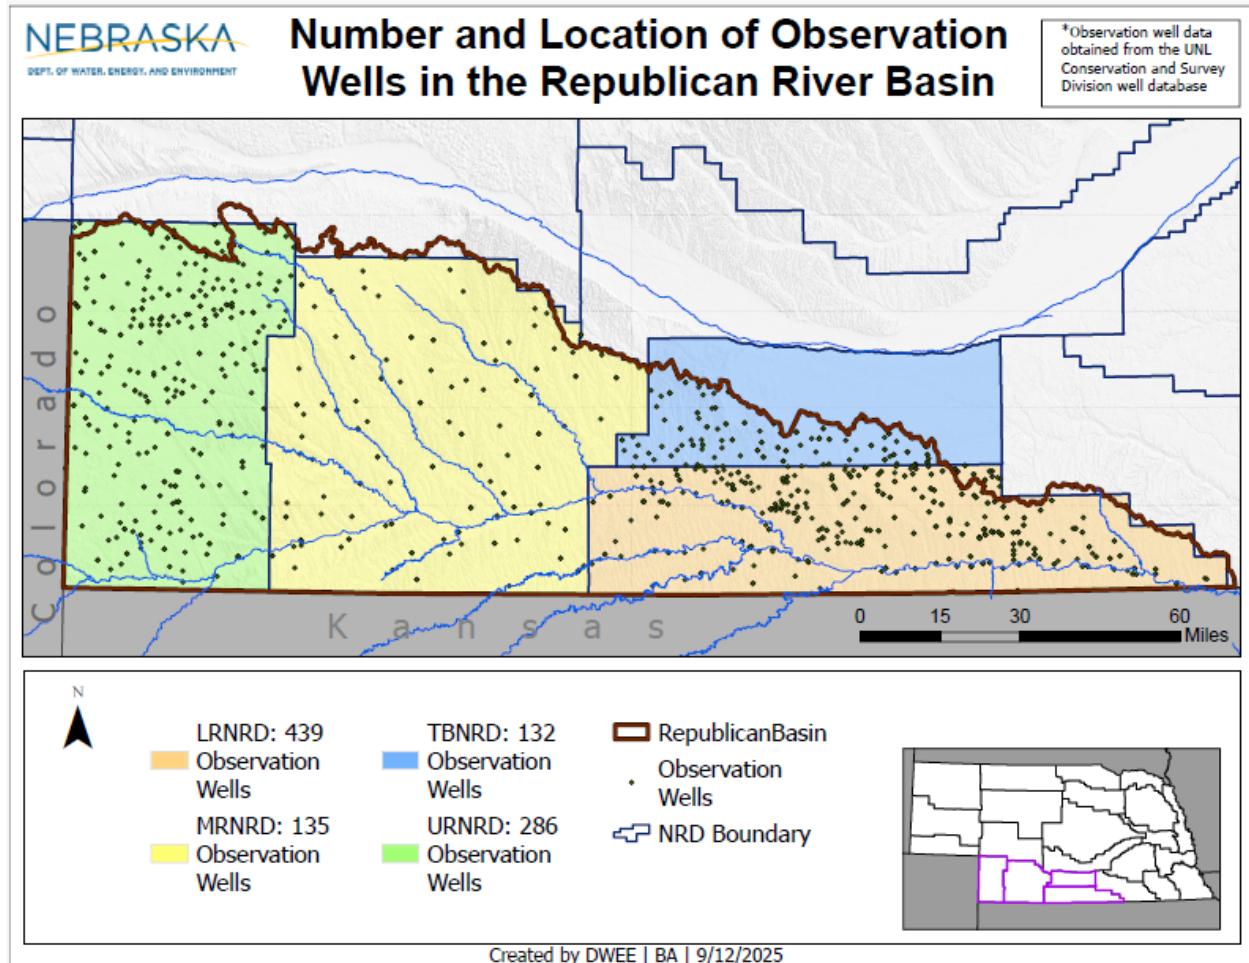 NEBRASKA
DEPT. OF WATER, ENERGY, AND ENVIRONMENT
Number and Location of Observation
Wells in the Republican River Basin
*Observation well data
obtained from the UNL
Conservation and Survey
Division well database
Colorado
Kansas
0 15 30 60
Miles
N
LRNRD: 439
Observation
Wells
TBNRD: 132
Observation
Wells
MRNRD: 135
Observation
Wells
URNRD: 286
Observation
Wells
RepublicanBasin
Observation
Wells
NRD Boundary
Created by DWEE | BA | 9/12/2025